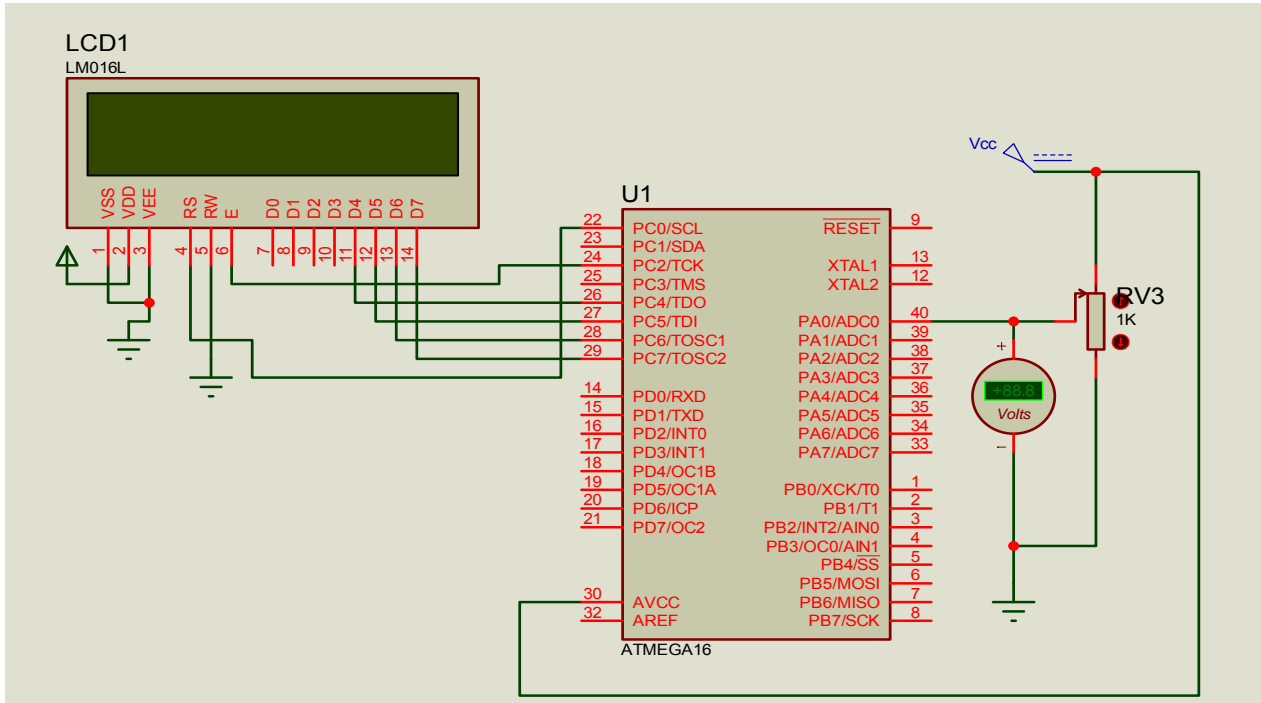 LCD1
LM016L
VSS
VDD
VEE
RS
RW
E
D0
D1
D2
D3
D4
D5
D6
D7
1
2
3
4
5
6
7
8
9
10
11
12
13
14
U1
22 PC0/SCL
23 PC1/SDA
24 PC2/TCK
25 PC3/TMS
26 PC4/TDO
27 PC5/TDI
28 PC6/TOSC1
29 PC7/TOSC2
14 PD0/RXD
15 PD1/TXD
16 PD2/INT0
17 PD3/INT1
18 PD4/OC1B
19 PD5/OC1A
20 PD6/ICP
21 PD7/OC2
30 AVCC
32 AREF
RESET 9
XTAL1 13
XTAL2 12
PA0/ADC0 40
PA1/ADC1 39
PA2/ADC2 38
PA3/ADC3 37
PA4/ADC4 36
PA5/ADC5 35
PA6/ADC6 34
PA7/ADC7 33
PB0/XCK/T0 1
PB1/T1 2
PB2/INT2/AIN0 3
PB3/OC0/AIN1 4
PB4/SS 5
PB5/MOSI 6
PB6/MISO 7
PB7/SCK 8
ATMEGA16
Vcc
RV3
1K
+
+88.8
Volts
−